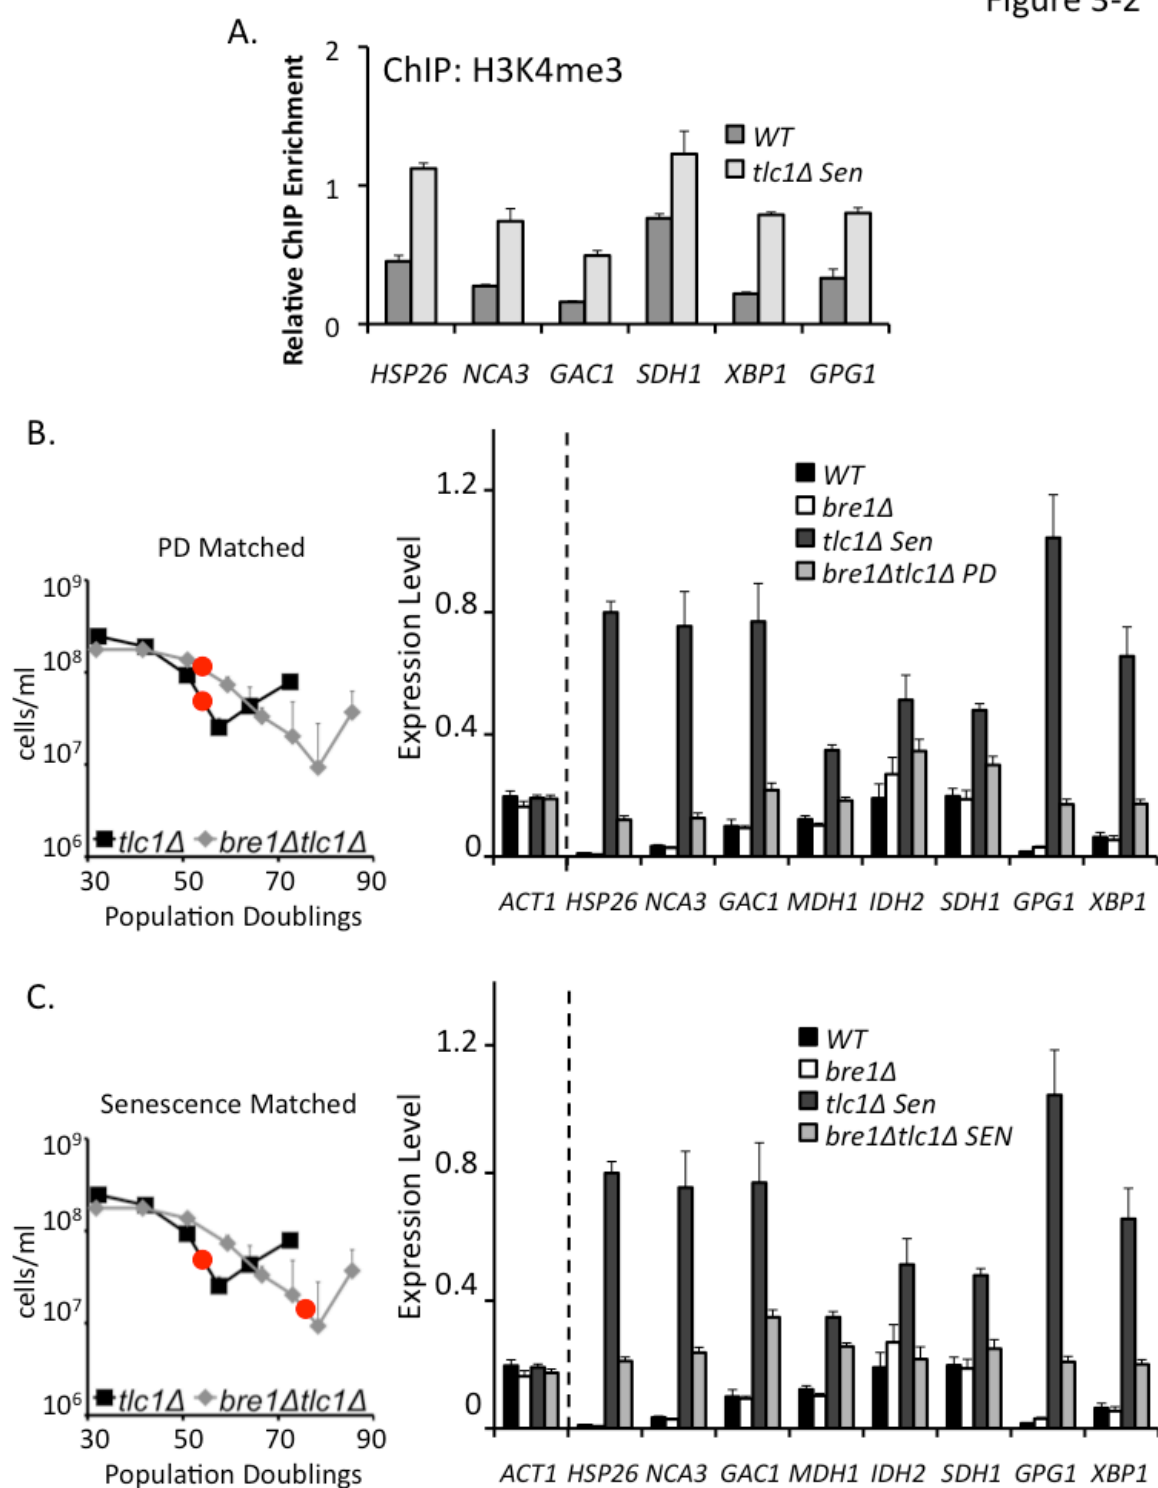 Figure 3-2
A.
2
1
0
Relative ChIP Enrichment
ChIP: H3K4me3
WT
tlc1Δ Sen
HSP26 NCA3 GAC1 SDH1 XBP1 GPG1
B.
PD Matched
10⁹
10⁸
10⁷
10⁶
cells/ml
tlc1Δ bre1Δtlc1Δ
30 50 70 90
Population Doublings
1.2
0.8
0.4
0
Expression Level
WT
bre1Δ
tlc1Δ Sen
bre1Δtlc1Δ PD
ACT1 HSP26 NCA3 GAC1 MDH1 IDH2 SDH1 GPG1 XBP1
C.
Senescence Matched
10⁹
10⁸
10⁷
10⁶
cells/ml
tlc1Δ bre1Δtlc1Δ
30 50 70 90
Population Doublings
1.2
0.8
0.4
0
Expression Level
WT
bre1Δ
tlc1Δ Sen
bre1Δtlc1Δ SEN
ACT1 HSP26 NCA3 GAC1 MDH1 IDH2 SDH1 GPG1 XBP1